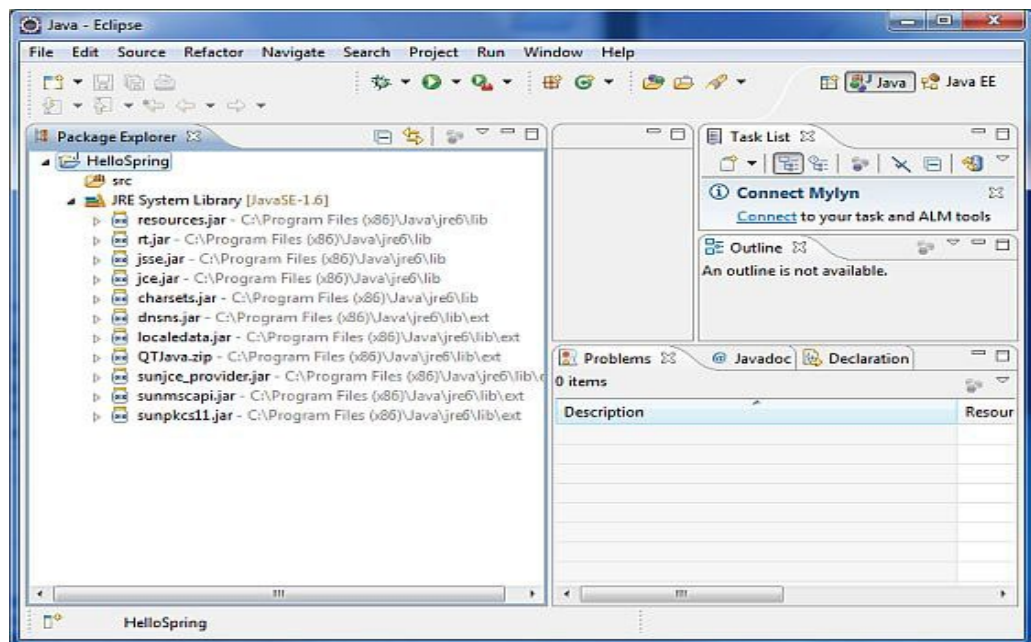 Java - Eclipse
File Edit Source Refactor Navigate Search Project Run Window Help
Java Java EE
Package Explorer
HelloSpring
src
JRE System Library [JavaSE-1.6]
resources.jar - C:\Program Files (x86)\Java\jre6\lib
rt.jar - C:\Program Files (x86)\Java\jre6\lib
jsse.jar - C:\Program Files (x86)\Java\jre6\lib
jce.jar - C:\Program Files (x86)\Java\jre6\lib
charsets.jar - C:\Program Files (x86)\Java\jre6\lib
dnsns.jar - C:\Program Files (x86)\Java\jre6\lib\ext
localedata.jar - C:\Program Files (x86)\Java\jre6\lib\ext
QTJava.zip - C:\Program Files (x86)\Java\jre6\lib\ext
sunjce_provider.jar - C:\Program Files (x86)\Java\jre6\lib\e
sunmscapi.jar - C:\Program Files (x86)\Java\jre6\lib\ext
sunpkcs11.jar - C:\Program Files (x86)\Java\jre6\lib\ext
Task List
Connect Mylyn
Connect to your task and ALM tools
Outline
An outline is not available.
Problems @ Javadoc Declaration
0 items
Description Resour
HelloSpring